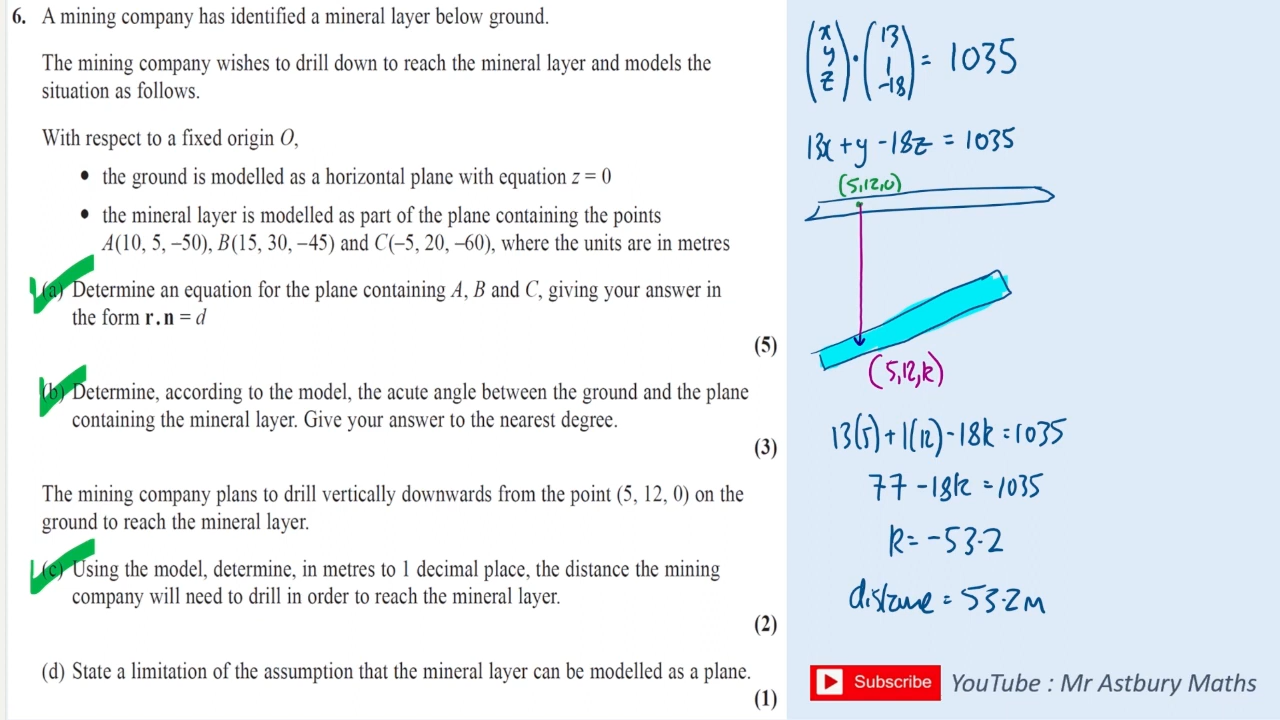 6. A mining company has identified a mineral layer below ground.
The mining company wishes to drill down to reach the mineral layer and models the
situation as follows.
With respect to a fixed origin O,
• the ground is modelled as a horizontal plane with equation z = 0
• the mineral layer is modelled as part of the plane containing the points
A(10, 5, –50), B(15, 30, –45) and C(–5, 20, –60), where the units are in metres
(a) Determine an equation for the plane containing A, B and C, giving your answer in
the form r.n = d
(5)
(b) Determine, according to the model, the acute angle between the ground and the plane
containing the mineral layer. Give your answer to the nearest degree.
(3)
The mining company plans to drill vertically downwards from the point (5, 12, 0) on the
ground to reach the mineral layer.
(c) Using the model, determine, in metres to 1 decimal place, the distance the mining
company will need to drill in order to reach the mineral layer.
(2)
(d) State a limitation of the assumption that the mineral layer can be modelled as a plane.
(1)
(x y z) · (13 1 -18) = 1035
13x + y - 18z = 1035
(5,12,0)
(5,12,k)
13(5) + 1(12) - 18k = 1035
77 - 18k = 1035
k = -53.2
distance = 53.2m
Subscribe
YouTube : Mr Astbury Maths